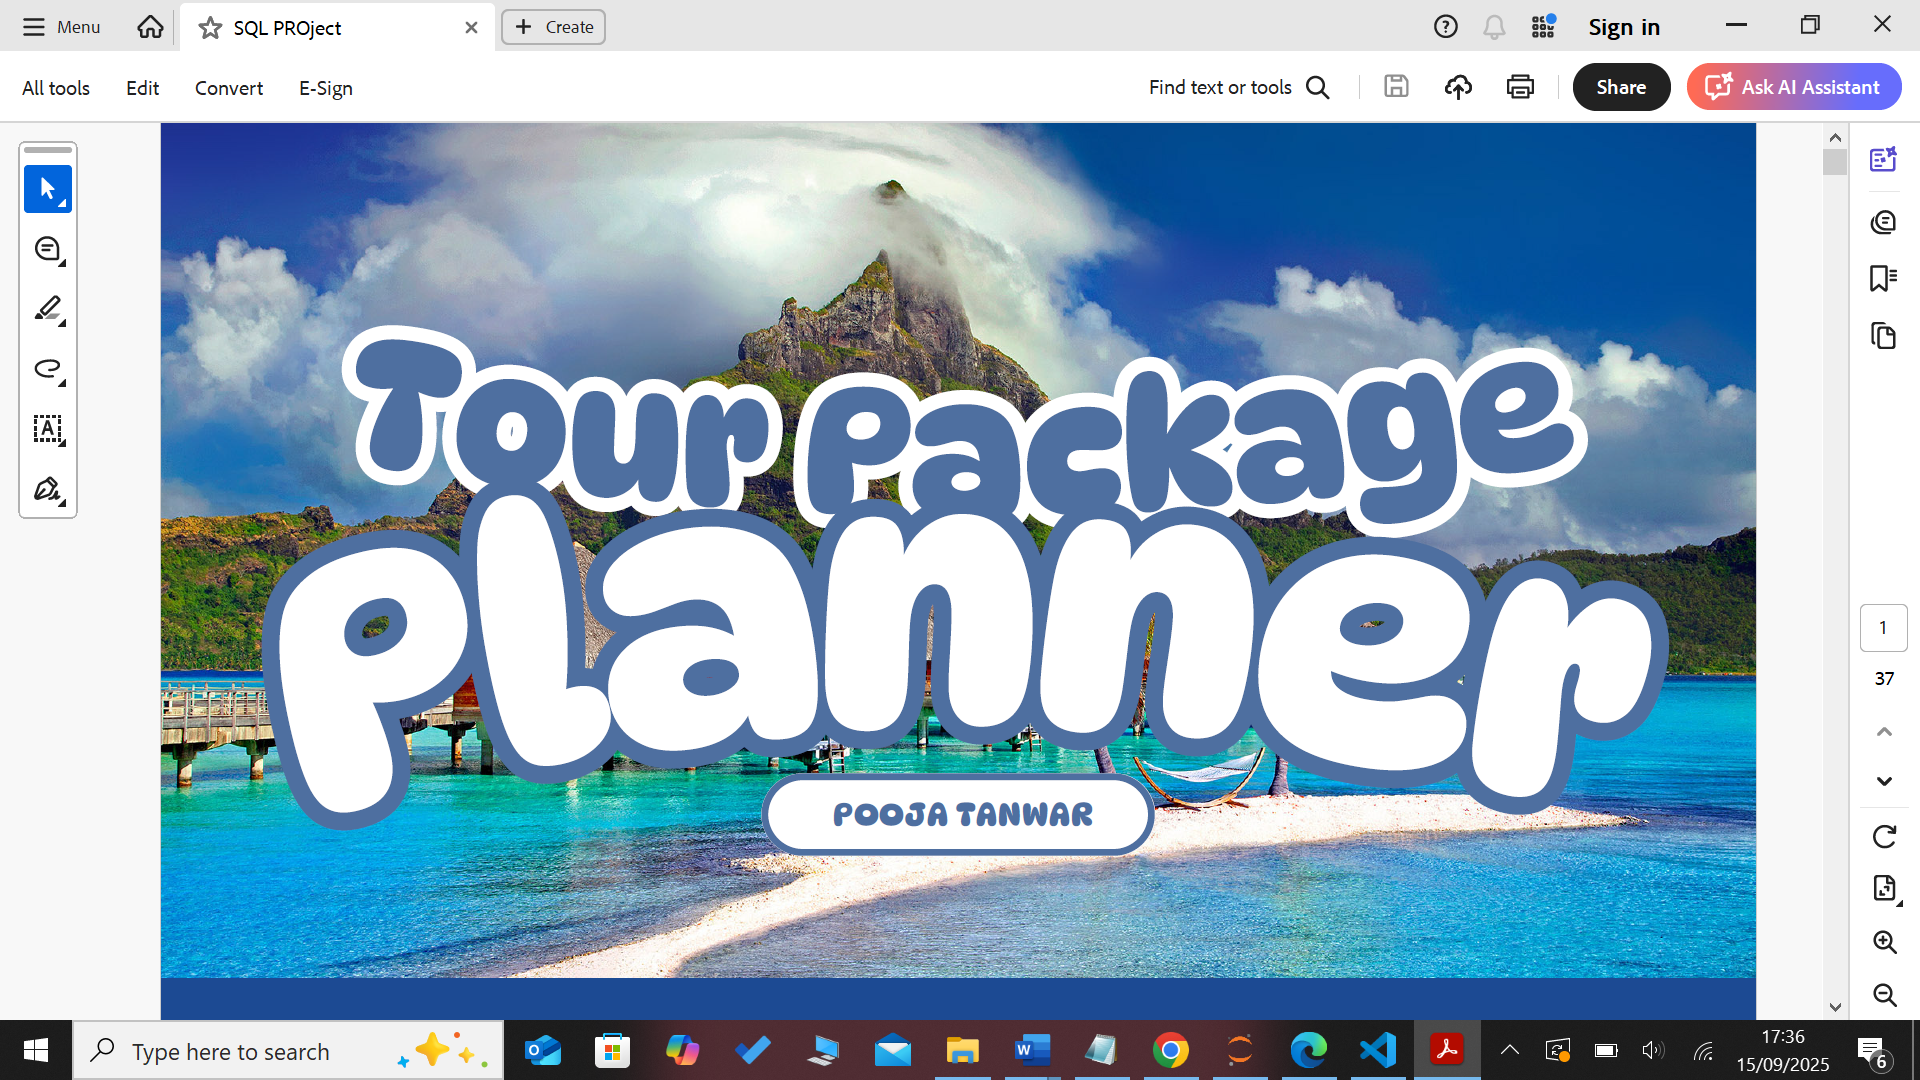 Menu
SQL PROject
Create
Sign in
All tools
Edit
Convert
E-Sign
Find text or tools
Share
Ask AI Assistant
Tour Package
Planner
POOJA TANWAR
1
37
Type here to search
17:36
15/09/2025
6